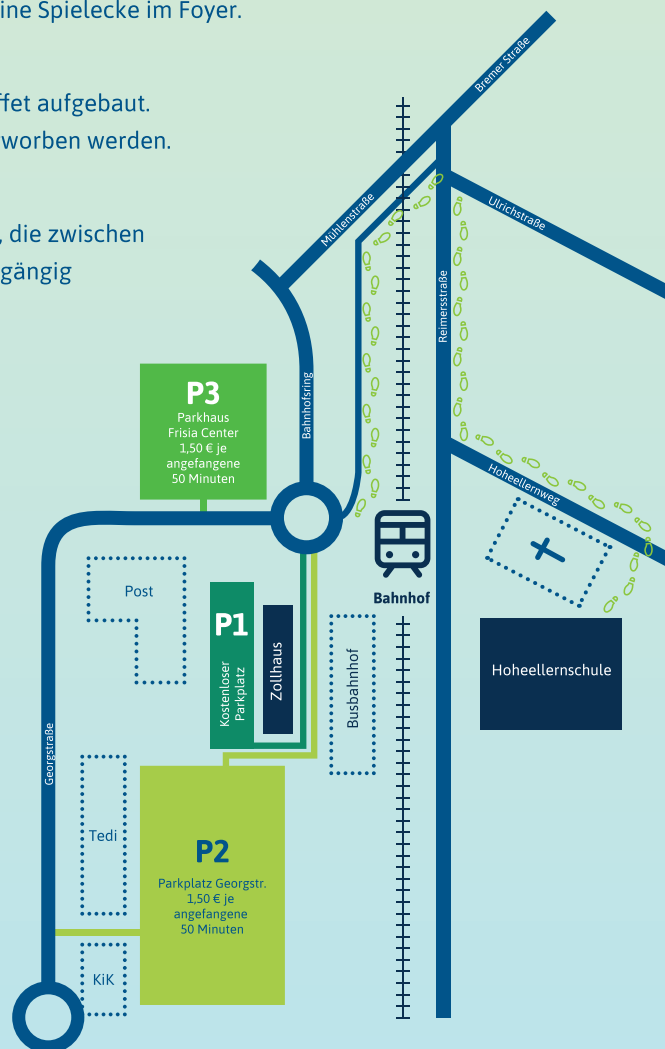 ine Spielecke im Foyer.
ffet aufgebaut.
worben werden.
, die zwischen
gängig
Bremer Straße
Mühlenstraße
Ulrichstraße
Reimersstraße
Bahnhofsring
P3
Parkhaus
Frisia Center
1,50 € je
angefangene
50 Minuten
Hoheellernweg
Post
P1
Kostenloser
Parkplatz
Zollhaus
Busbahnhof
Bahnhof
Hoheellernschule
Georgstraße
Tedi
P2
Parkplatz Georgstr.
1,50 € je
angefangene
50 Minuten
KiK